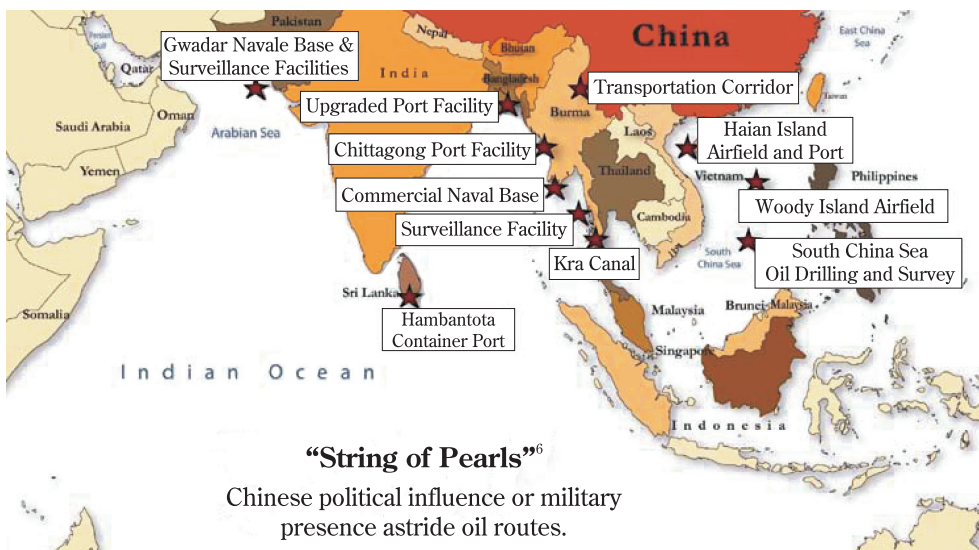 Pakistan
Nepal
China
East China
Sea
Persian
Gulf
Gwadar Navale Base &
Surveillance Facilities
Bhutan
Qatar
India
Bangladesh
Transportation Corridor
Taiwan
Upgraded Port Facility
Burma
Oman
Saudi Arabia
Arabian Sea
Laos
Haian Island
Airfield and Port
Chittagong Port Facility
Yemen
Thailand
Vietnam
Philippines
Commercial Naval Base
Woody Island Airfield
Cambodia
Surveillance Facility
South
China Sea
South China Sea
Oil Drilling and Survey
Kra Canal
Sri Lanka
Somalia
Malaysia
Brunei
Malaysia
Hambantota
Container Port
Singapore
Indian Ocean
Indonesia
“String of Pearls”6
Chinese political influence or military
presence astride oil routes.